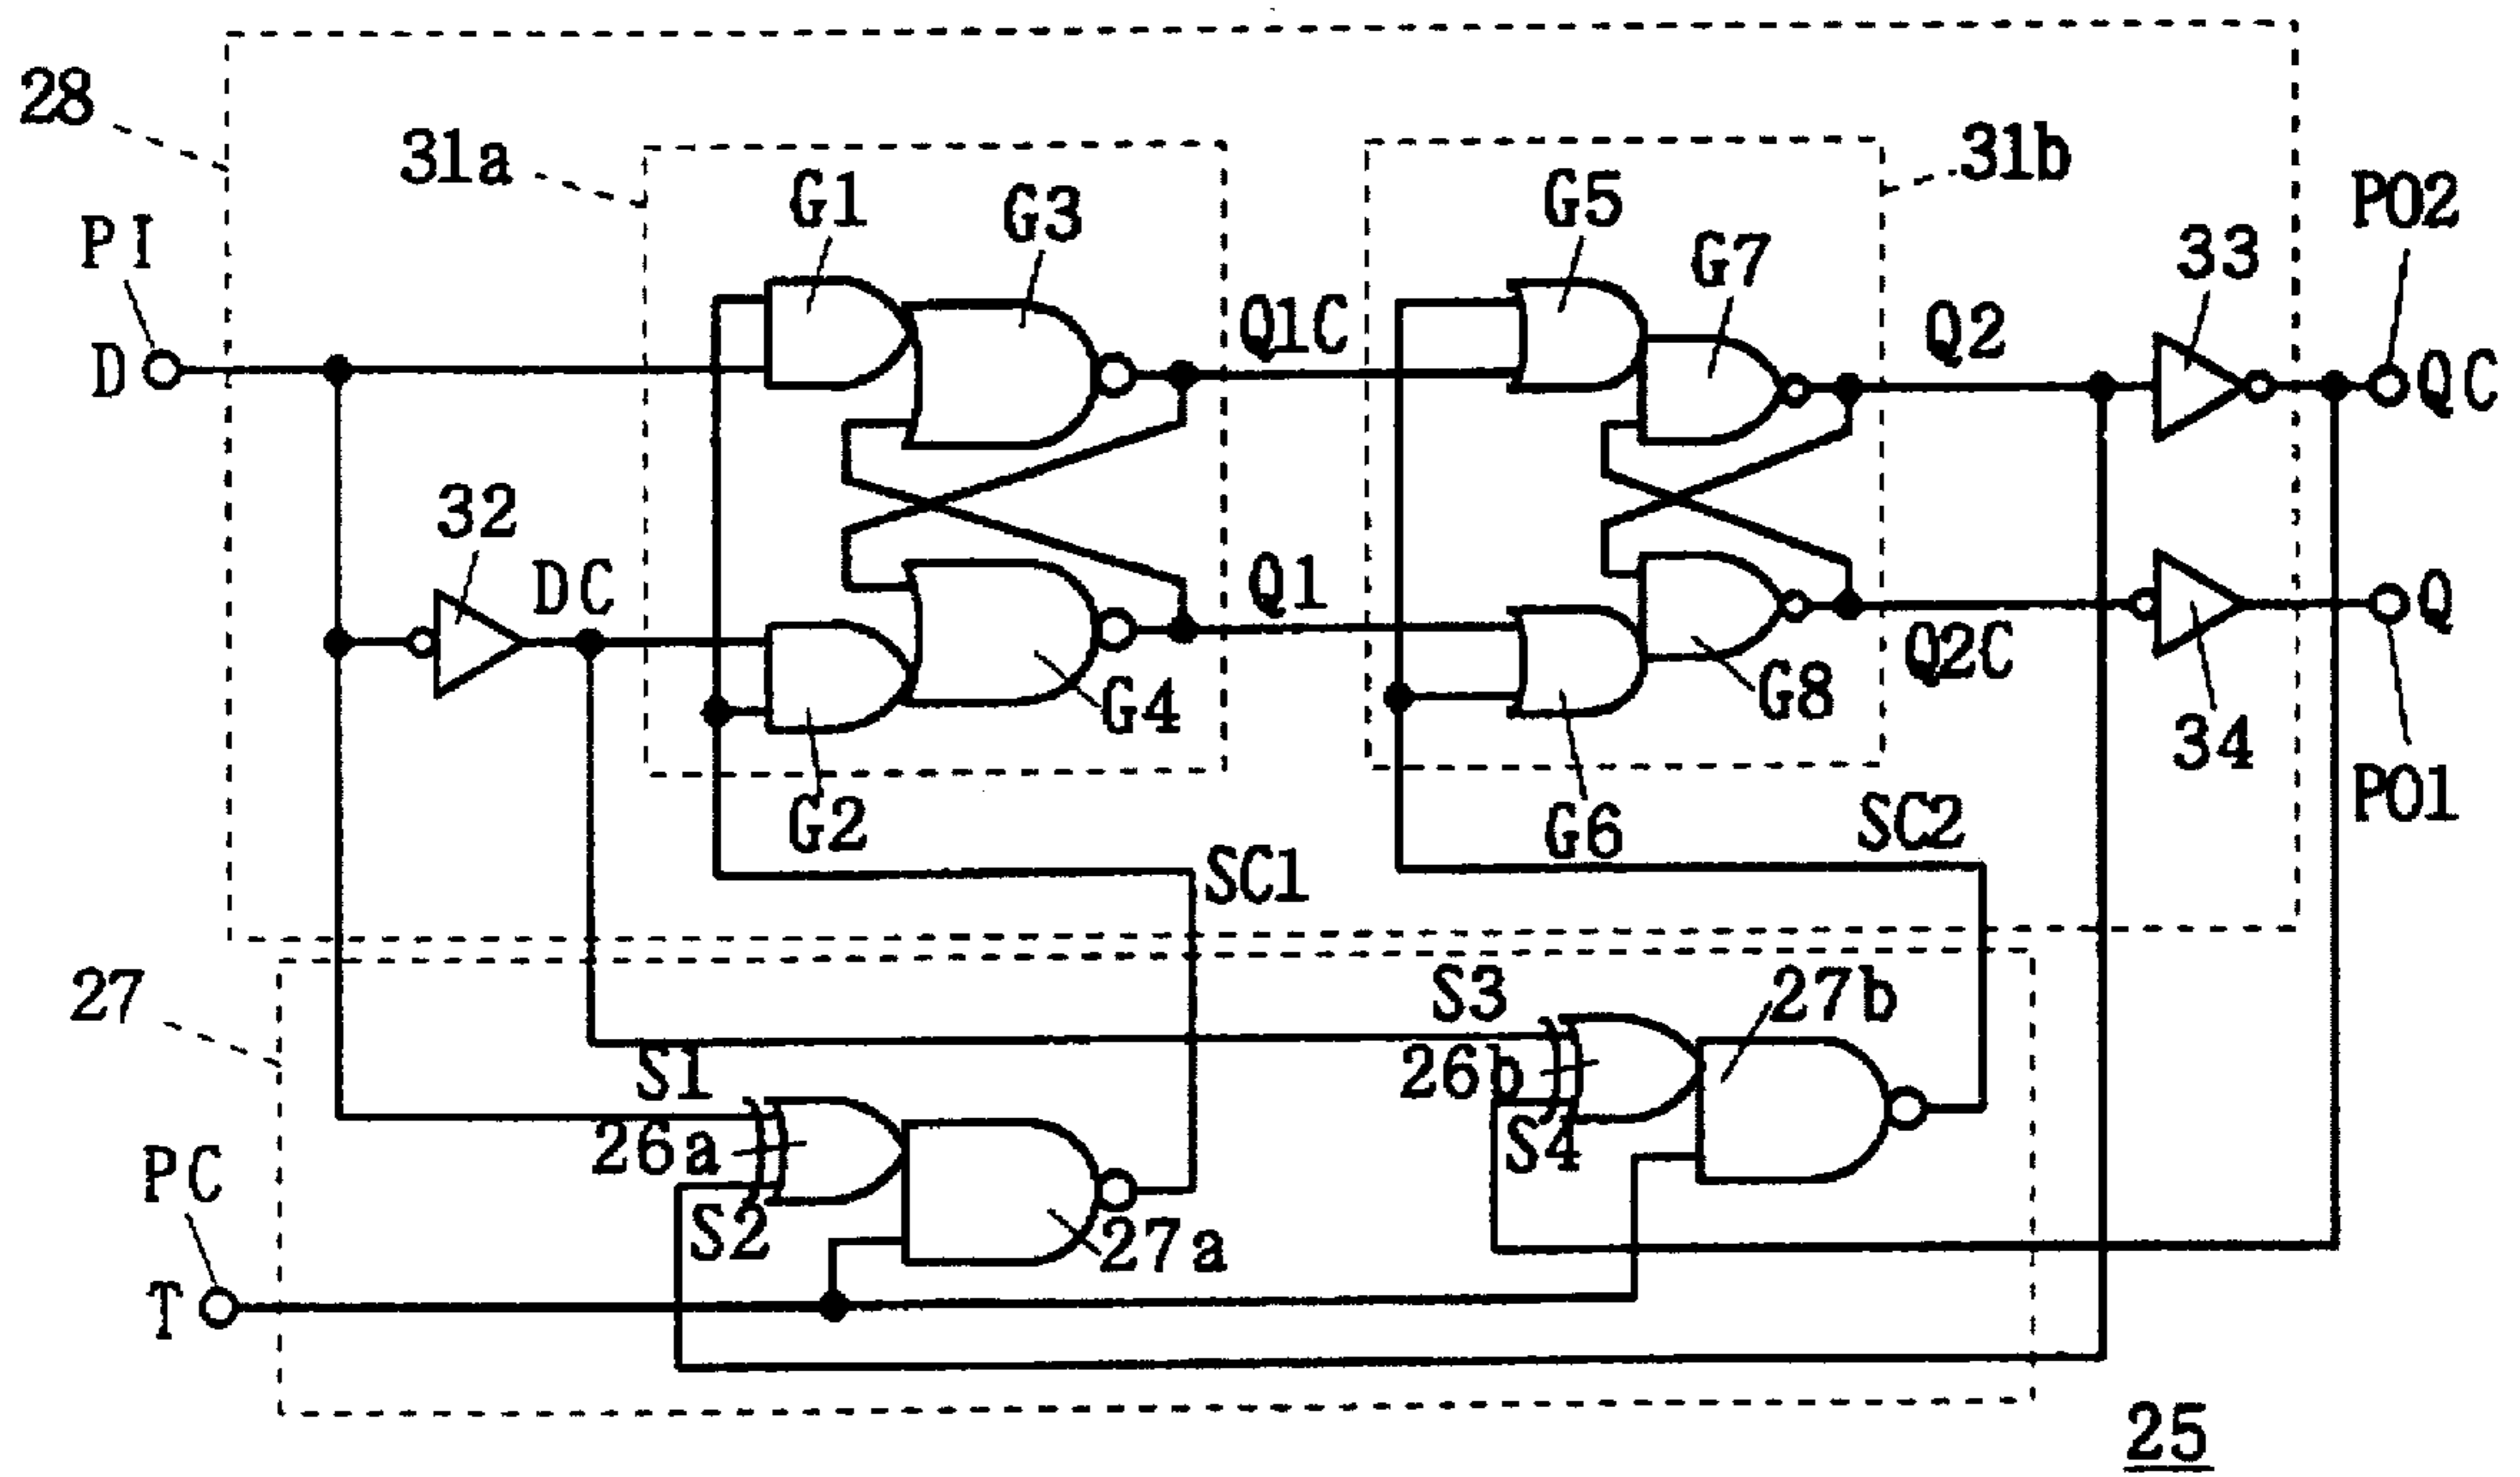 28
31a
31b
PI
G1
G3
G5
G7
33
PO2
D
Q1C
Q2
QC
32
DC
Q1
Q
G4
G8
Q2C
34
PO1
G2
G6
SC2
SC1
27
S3
27b
S1
26b
26a
S4
PC
S2
27a
T
25